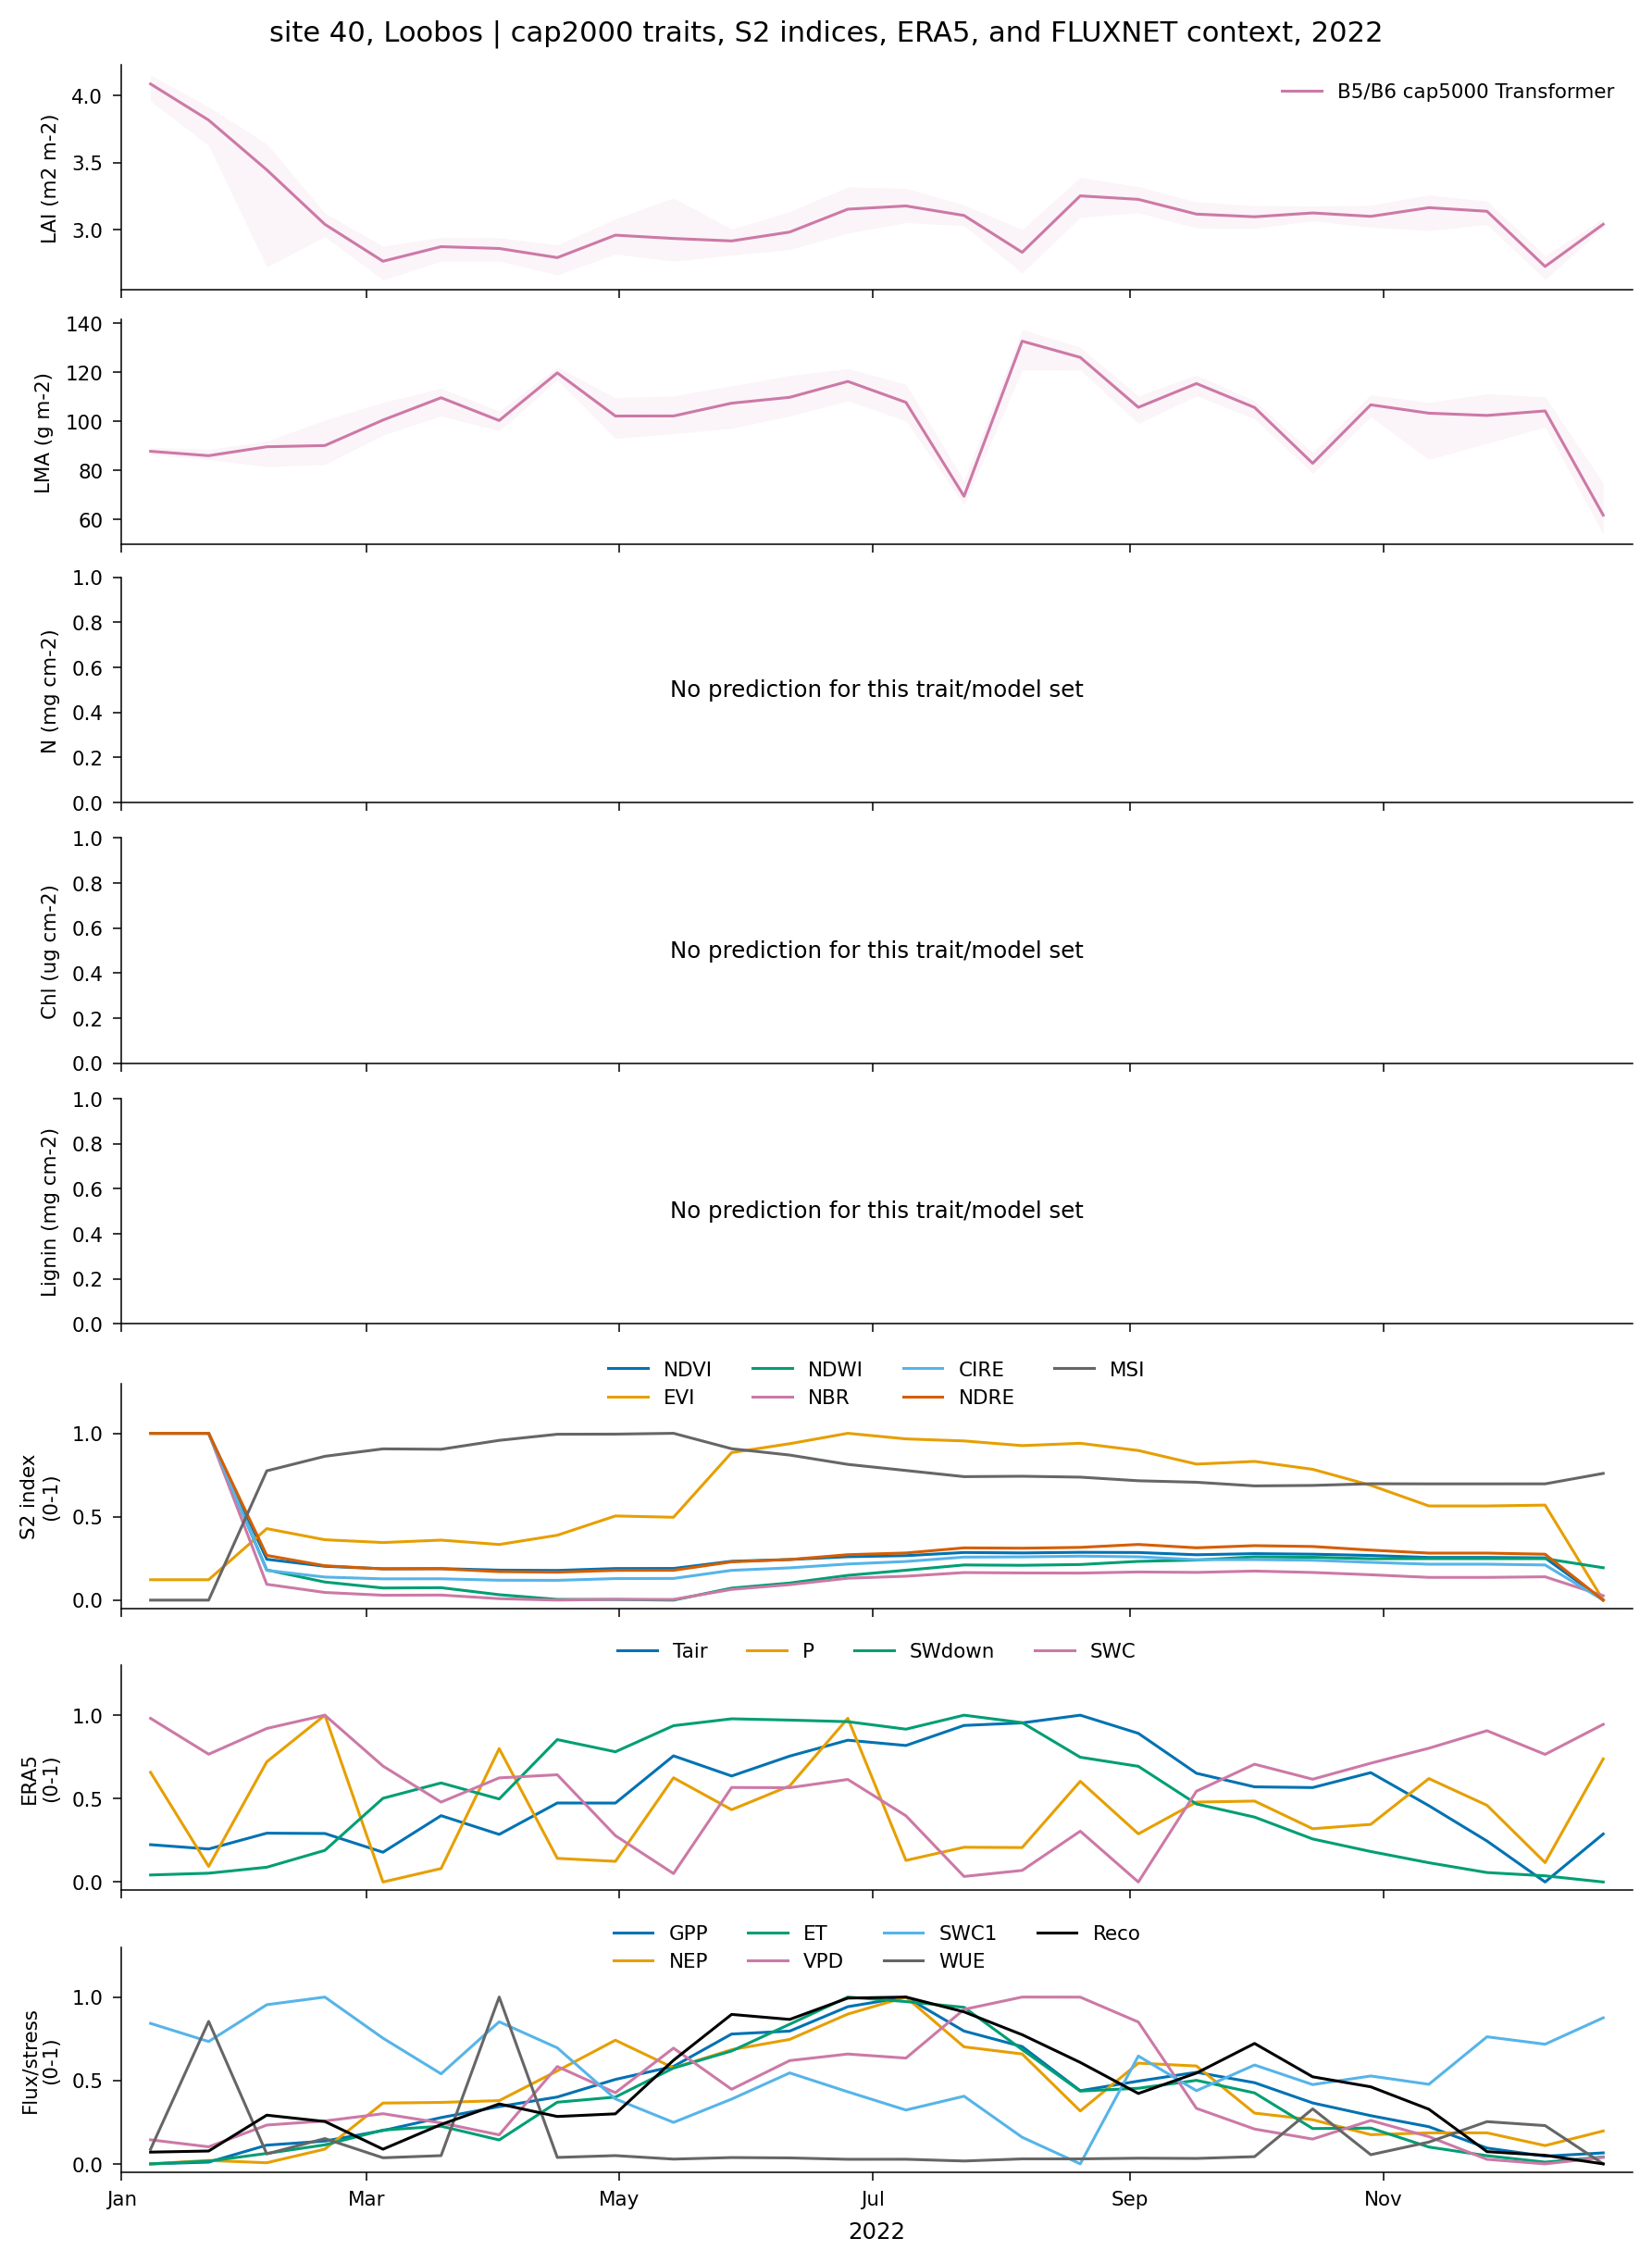 site 40, Loobos | cap2000 traits, S2 indices, ERA5, and FLUXNET context, 2022
B5/B6 cap5000 Transformer
LAI (m2 m-2)
4.0
3.5
3.0
LMA (g m-2)
140
120
100
80
60
N (mg cm-2)
1.0
0.8
0.6
0.4
0.2
0.0
No prediction for this trait/model set
Chl (ug cm-2)
1.0
0.8
0.6
0.4
0.2
0.0
No prediction for this trait/model set
Lignin (mg cm-2)
1.0
0.8
0.6
0.4
0.2
0.0
No prediction for this trait/model set
NDVI NDWI CIRE MSI
EVI NBR NDRE
S2 index
(0-1)
1.0
0.5
0.0
Tair P SWdown SWC
ERA5
(0-1)
1.0
0.5
0.0
GPP ET SWC1 Reco
NEP VPD WUE
Flux/stress
(0-1)
1.0
0.5
0.0
Jan Mar May Jul Sep Nov
2022